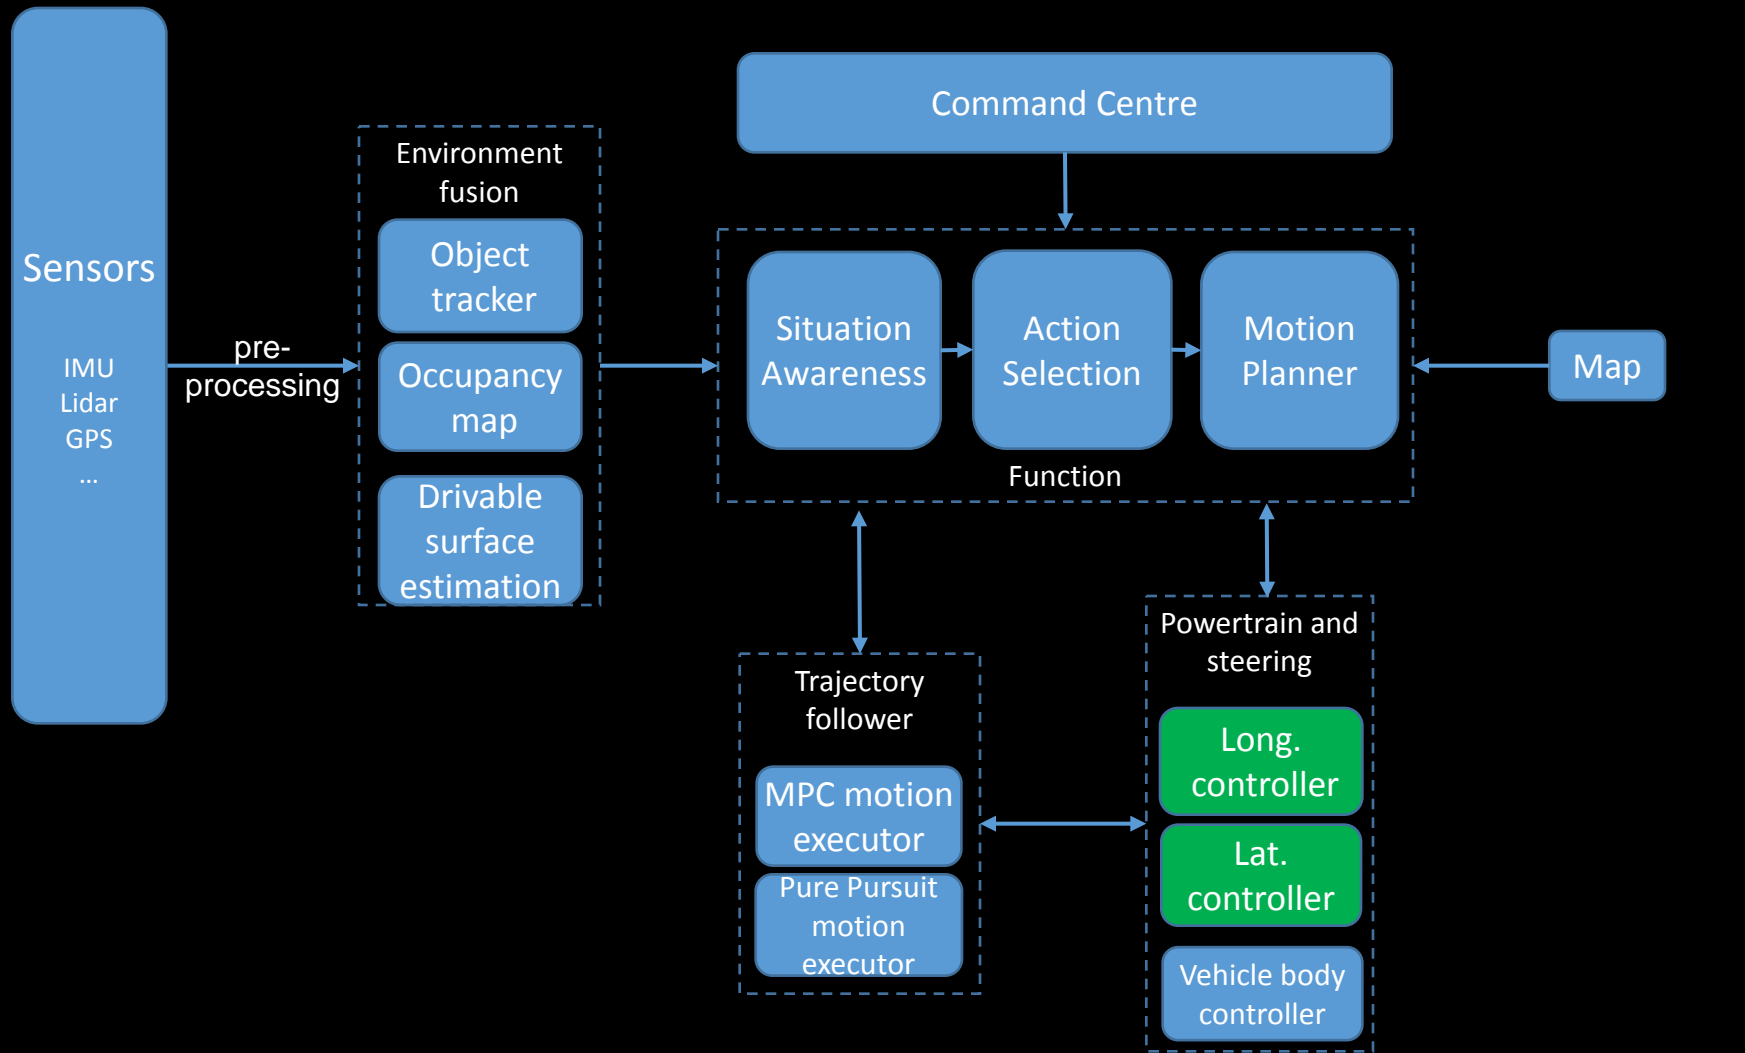 Sensors
IMU
Lidar
GPS
...
pre-
processing
Environment
fusion
Object
tracker
Occupancy
map
Drivable
surface
estimation
Command Centre
Situation
Awareness
Action
Selection
Motion
Planner
Function
Map
Trajectory
follower
MPC motion
executor
Pure Pursuit
motion
executor
Powertrain and
steering
Long.
controller
Lat.
controller
Vehicle body
controller